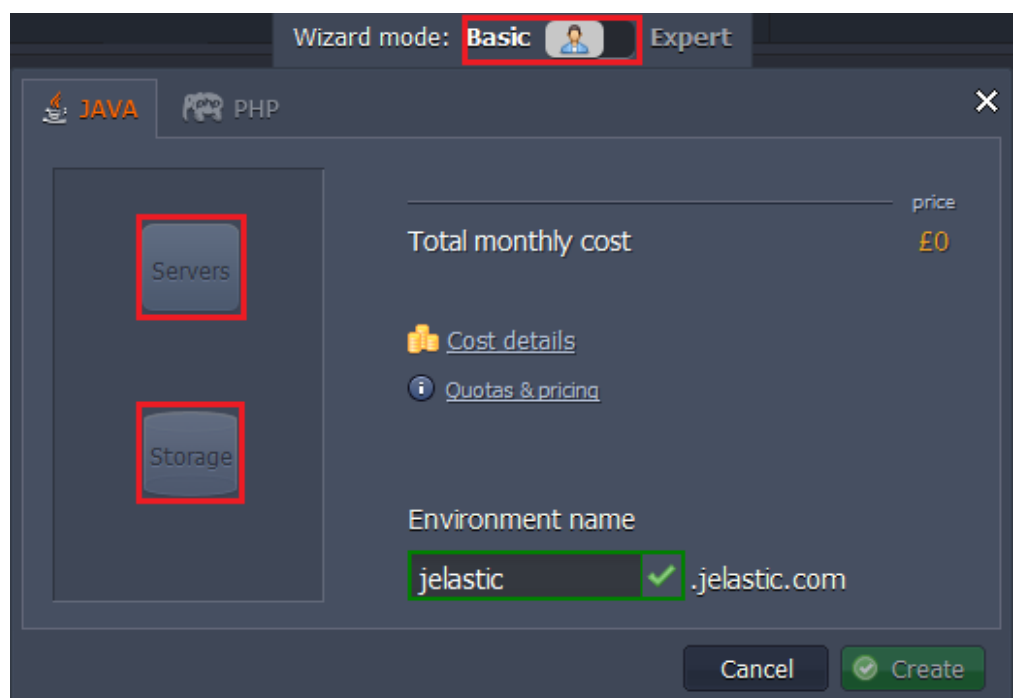 Wizard mode: Basic Expert
JAVA PHP
price
Total monthly cost £0
Servers
Cost details
Quotas & pricing
Storage
Environment name
jelastic .jelastic.com
Cancel Create